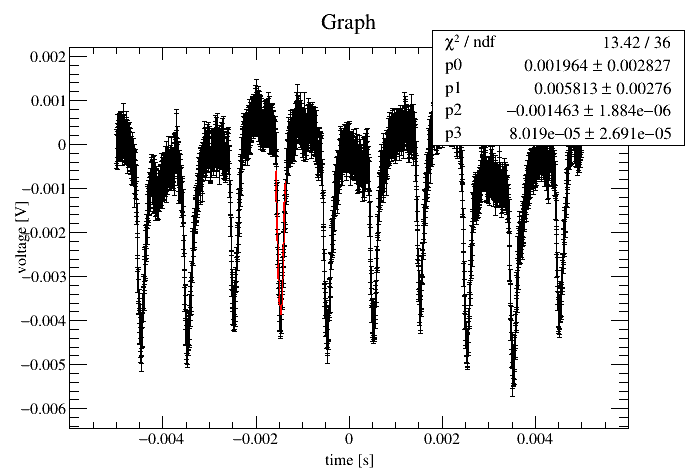 Graph
χ² / ndf 13.42 / 36
p0 0.001964 ± 0.002827
p1 0.005813 ± 0.00276
p2 −0.001463 ± 1.884e−06
p3 8.019e−05 ± 2.691e−05
0.002
0.001
0
−0.001
−0.002
−0.003
−0.004
−0.005
−0.006
voltage [V]
−0.004 −0.002 0 0.002 0.004
time [s]